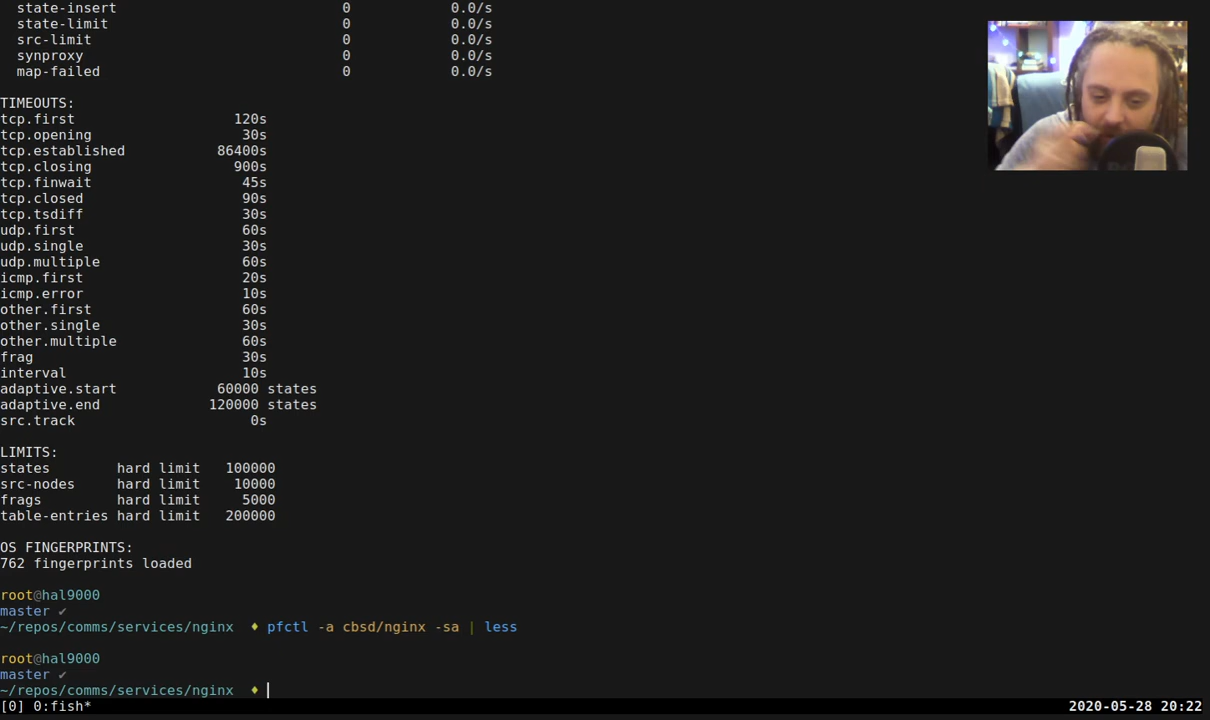 state-insert 0 0.0/s
state-limit 0 0.0/s
src-limit 0 0.0/s
synproxy 0 0.0/s
map-failed 0 0.0/s
TIMEOUTS:
tcp.first 120s
tcp.opening 30s
tcp.established 86400s
tcp.closing 900s
tcp.finwait 45s
tcp.closed 90s
tcp.tsdiff 30s
udp.first 60s
udp.single 30s
udp.multiple 60s
icmp.first 20s
icmp.error 10s
other.first 60s
other.single 30s
other.multiple 60s
frag 30s
interval 10s
adaptive.start 60000 states
adaptive.end 120000 states
src.track 0s
LIMITS:
states hard limit 100000
src-nodes hard limit 10000
frags hard limit 5000
table-entries hard limit 200000
OS FINGERPRINTS:
762 fingerprints loaded
root@hal9000
master ✔
~/repos/comms/services/nginx ♦ pfctl -a cbsd/nginx -sa | less
root@hal9000
master ✔
~/repos/comms/services/nginx ♦
[0] 0:fish* 2020-05-28 20:22